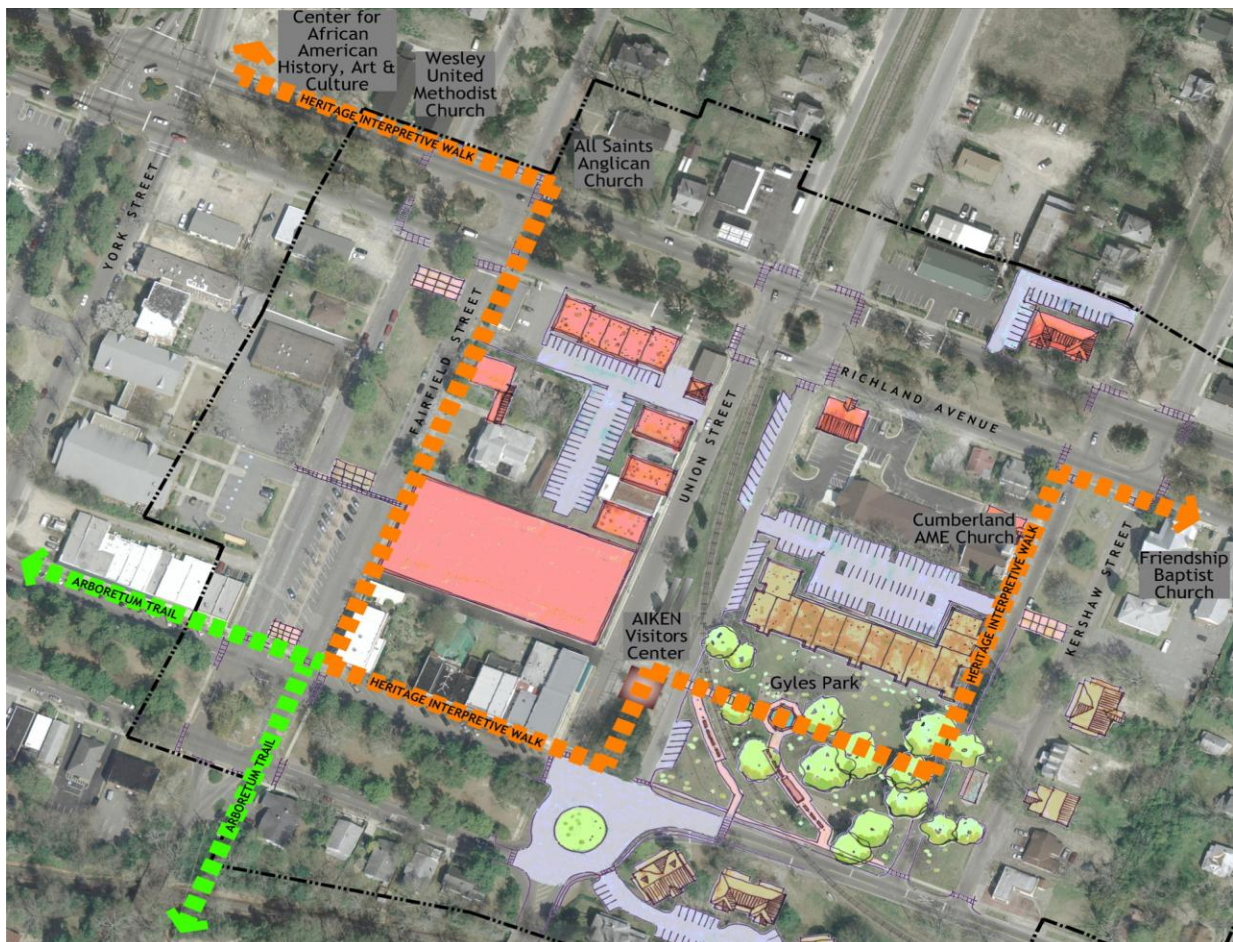 Center for
African
American
History, Art &
Culture
Wesley
United
Methodist
Church
HERITAGE INTERPRETIVE WALK
All Saints
Anglican
Church
YORK STREET
FAIRFIELD STREET
UNION STREET
RICHLAND AVENUE
Cumberland
AME Church
KERSHAW STREET
Friendship
Baptist
Church
HERITAGE INTERPRETIVE WALK
ARBORETUM TRAIL
AIKEN
Visitors
Center
Gyles Park
HERITAGE INTERPRETIVE WALK
ARBORETUM TRAIL